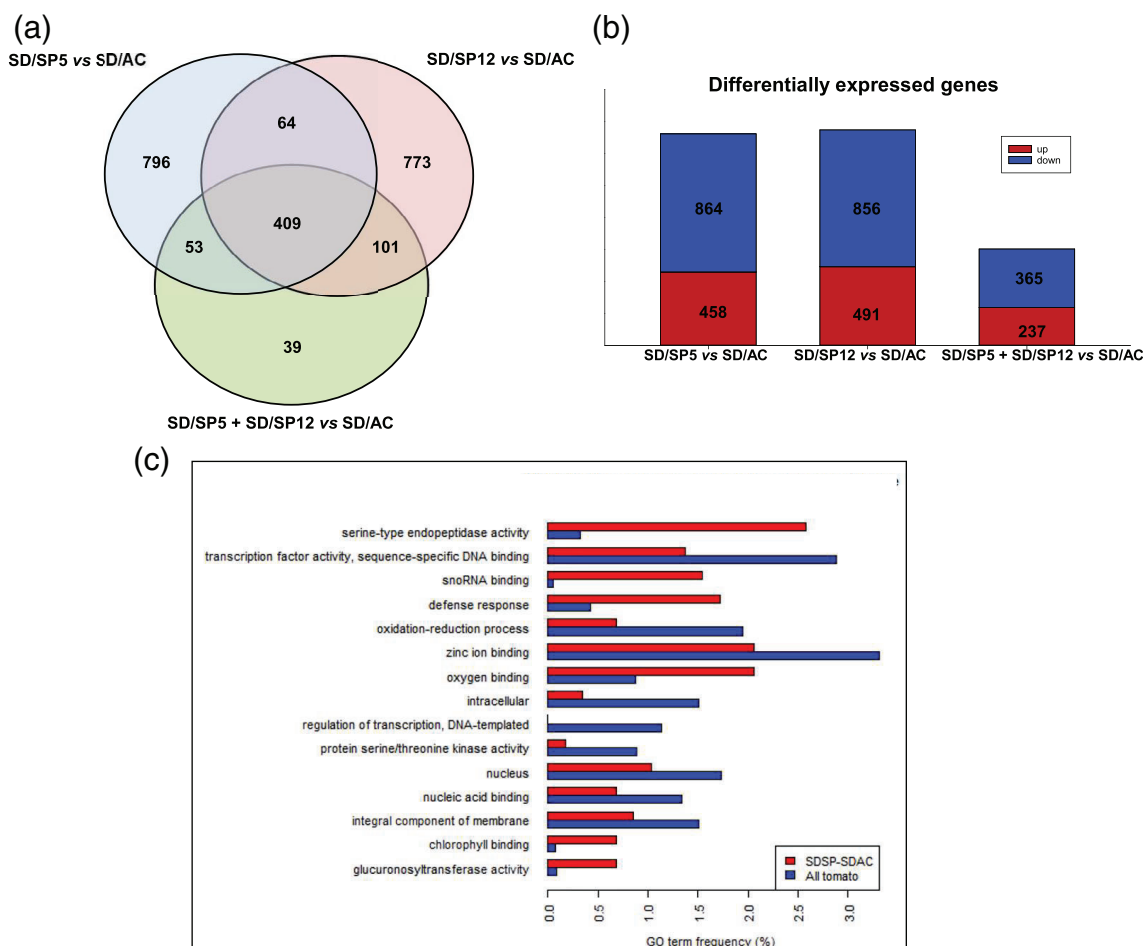 (a)
SD/SP5 vs SD/AC
SD/SP12 vs SD/AC
64
796
773
409
53
101
39
SD/SP5 + SD/SP12 vs SD/AC
(b)
Differentially expressed genes
up
down
864
856
365
458
491
237
SD/SP5 vs SD/AC
SD/SP12 vs SD/AC
SD/SP5 + SD/SP12 vs SD/AC
(c)
serine-type endopeptidase activity
transcription factor activity, sequence-specific DNA binding
snoRNA binding
defense response
oxidation-reduction process
zinc ion binding
oxygen binding
intracellular
regulation of transcription, DNA-templated
protein serine/threonine kinase activity
nucleus
nucleic acid binding
integral component of membrane
chlorophyll binding
glucuronosyltransferase activity
SDSP-SDAC
All tomato
0.0 0.5 1.0 1.5 2.0 2.5 3.0
GO term frequency (%)